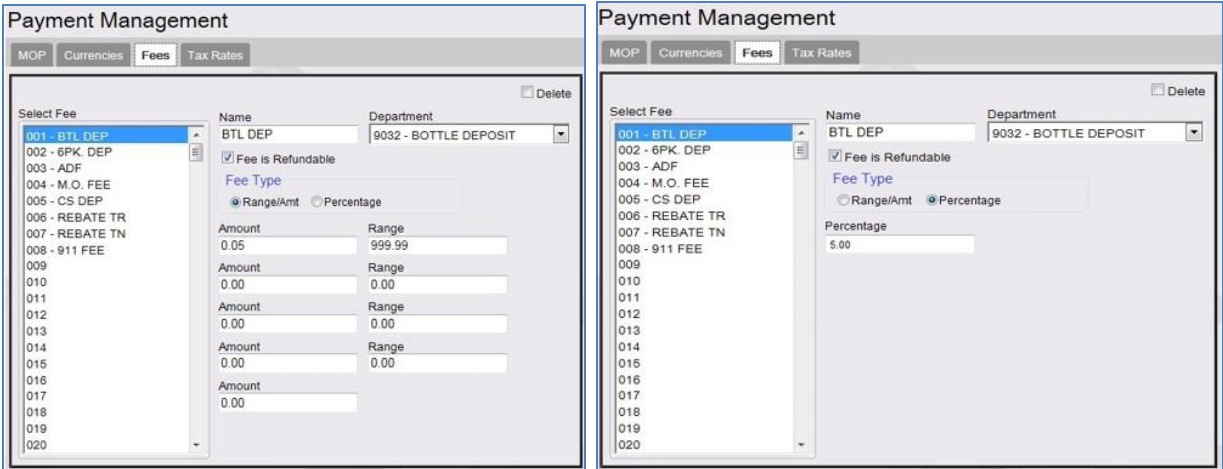 Payment Management
MOP Currencies Fees Tax Rates
Delete
Select Fee
001 - BTL DEP
002 - 6PK. DEP
003 - ADF
004 - M.O. FEE
005 - CS DEP
006 - REBATE TR
007 - REBATE TN
008 - 911 FEE
009
010
011
012
013
014
015
016
017
018
019
020
Name Department
BTL DEP 9032 - BOTTLE DEPOSIT
Fee is Refundable
Fee Type
Range/Amt Percentage
Amount Range
0.05 999.99
Amount Range
0.00 0.00
Amount Range
0.00 0.00
Amount Range
0.00 0.00
Amount
0.00
Payment Management
MOP Currencies Fees Tax Rates
Delete
Select Fee
001 - BTL DEP
002 - 6PK. DEP
003 - ADF
004 - M.O. FEE
005 - CS DEP
006 - REBATE TR
007 - REBATE TN
008 - 911 FEE
009
010
011
012
013
014
015
016
017
018
019
020
Name Department
BTL DEP 9032 - BOTTLE DEPOSIT
Fee is Refundable
Fee Type
Range/Amt Percentage
Percentage
5.00